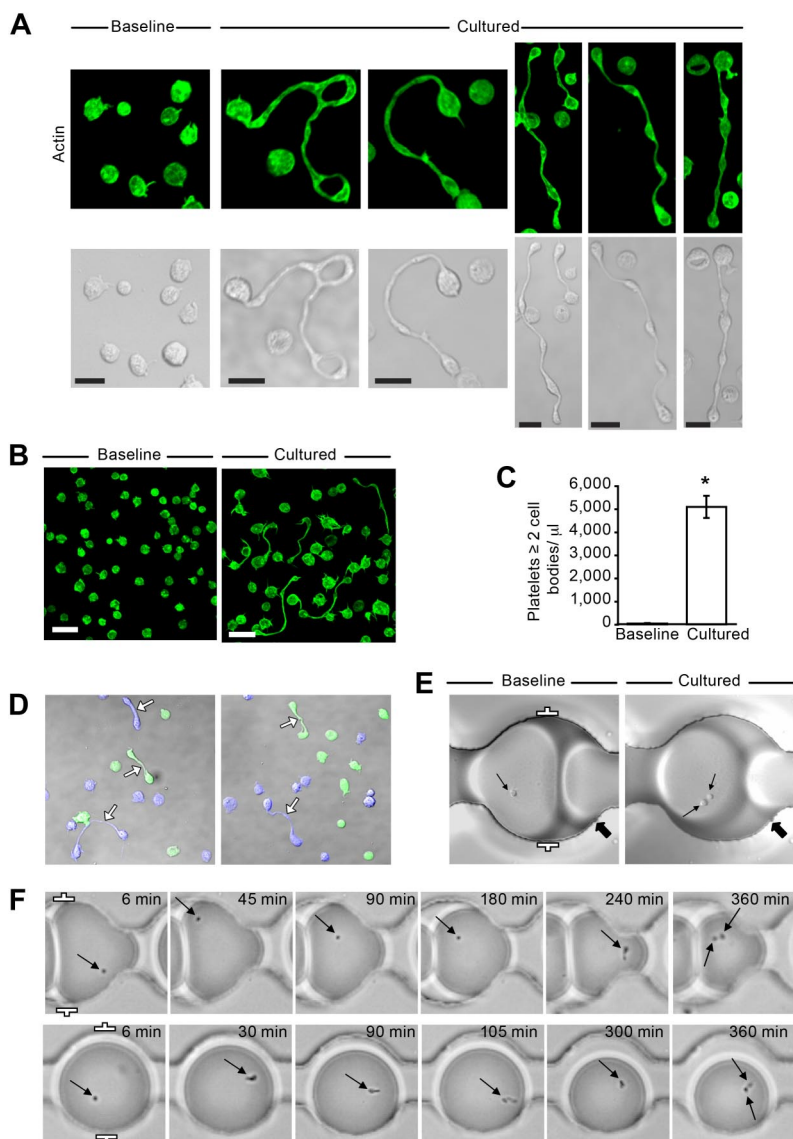 A
Baseline
Cultured
Actin
B
Baseline
Cultured
C
Platelets ≥ 2 cell
bodies/ μl
6,000
5,000
4,000
3,000
2,000
1,000
0
*
Baseline
Cultured
D
E
Baseline
Cultured
F
6 min
45 min
90 min
180 min
240 min
360 min
6 min
30 min
90 min
105 min
300 min
360 min